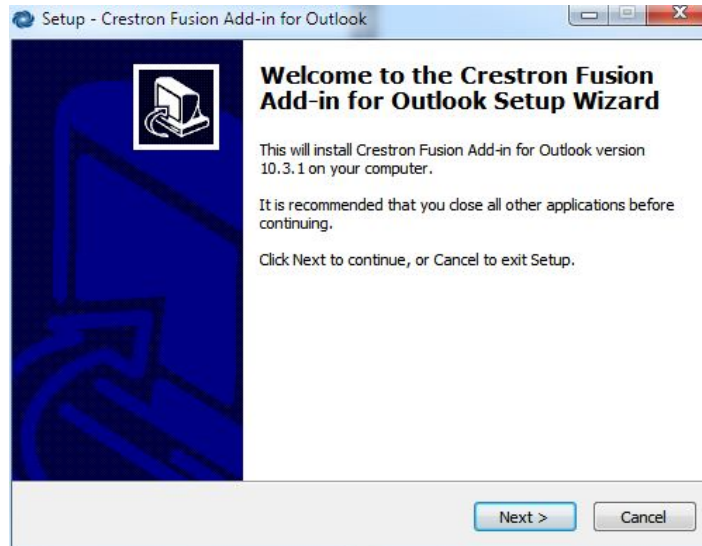 Setup - Crestron Fusion Add-in for Outlook
Welcome to the Crestron Fusion
Add-in for Outlook Setup Wizard
This will install Crestron Fusion Add-in for Outlook version
10.3.1 on your computer.
It is recommended that you close all other applications before
continuing.
Click Next to continue, or Cancel to exit Setup.
Next > Cancel